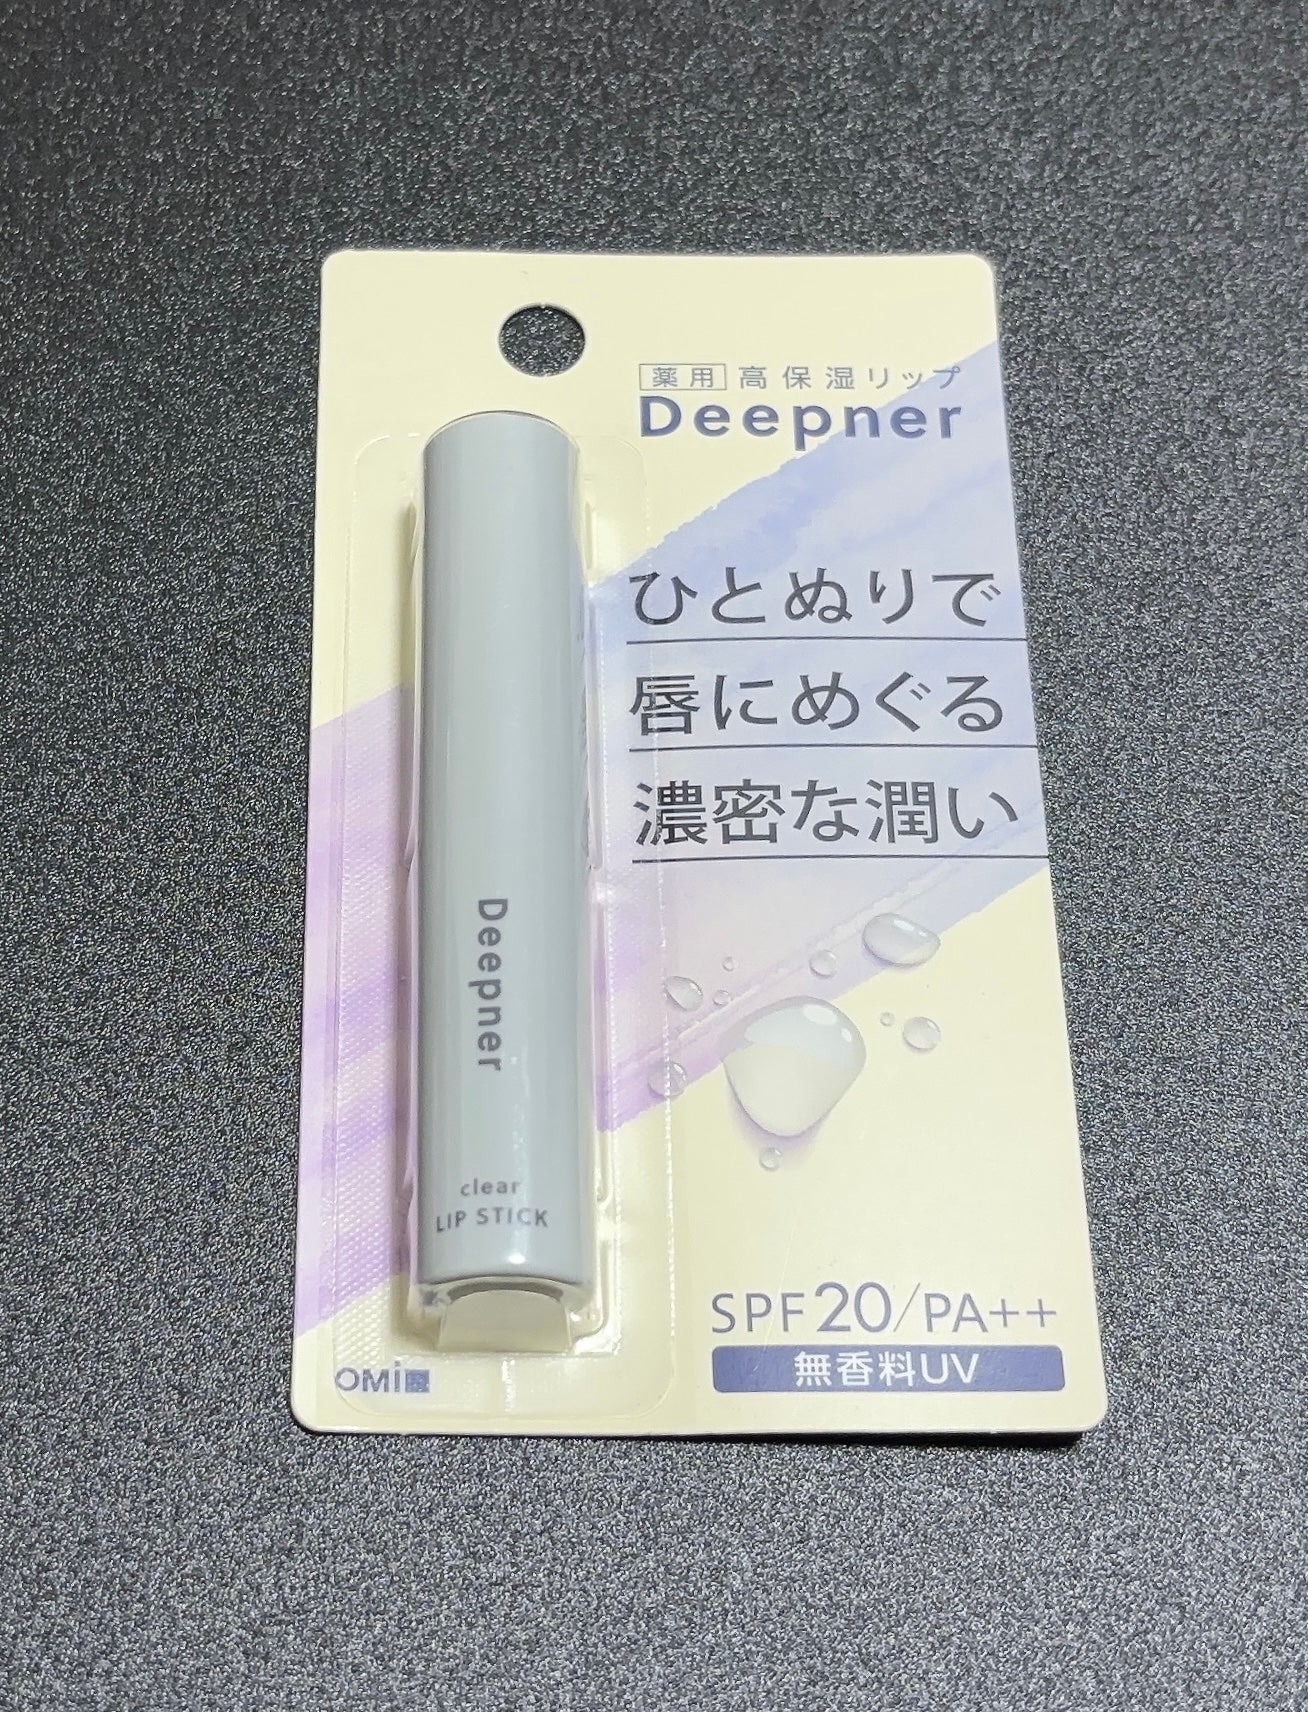 薬用 高保湿リップ
Deepner
ひとぬりで
唇にめぐる
濃密な潤い
Deepner
clear
LIP STICK
SPF20/PA++
無香料UV
OMi